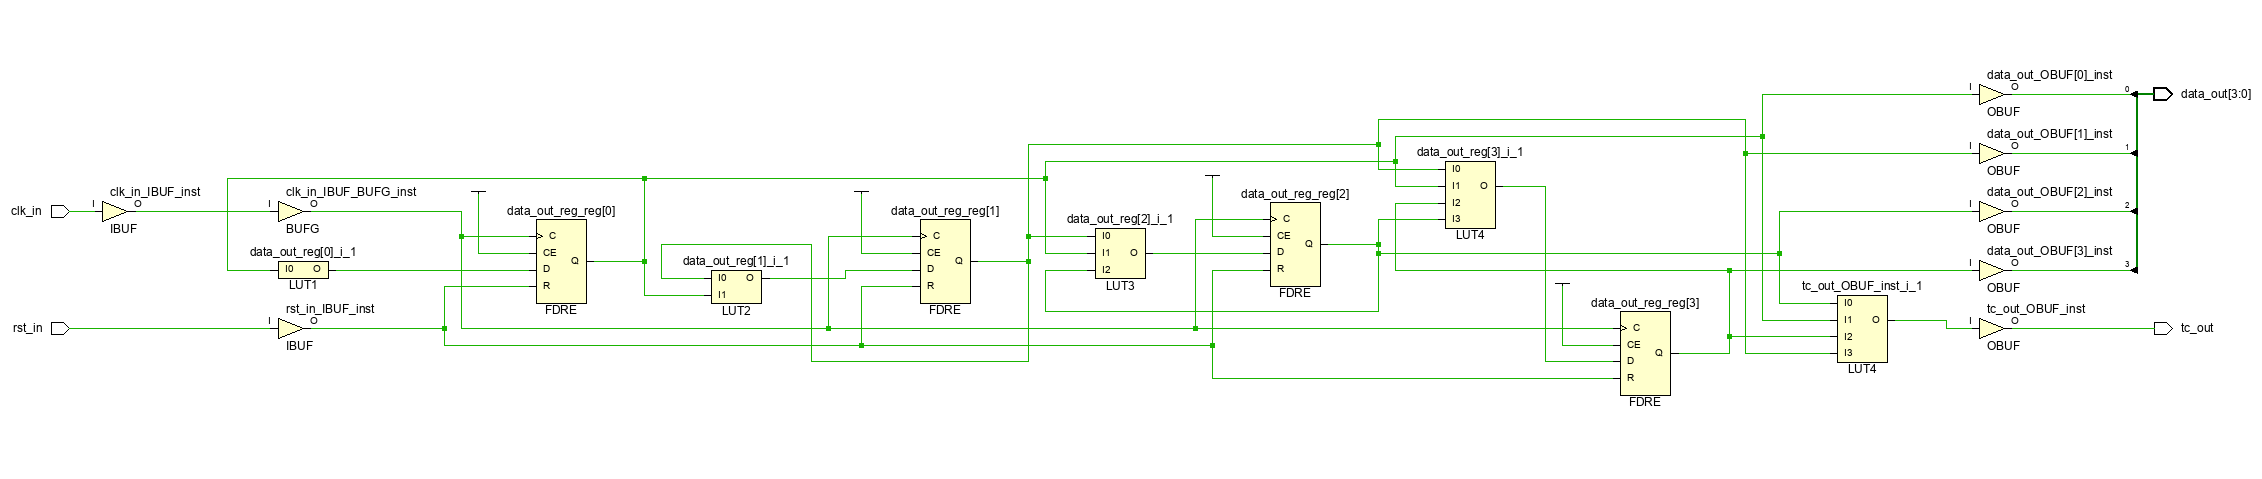 clk_in
I
clk_in_IBUF_inst
O
IBUF
I
clk_in_IBUF_BUFG_inst
O
BUFG
data_out_reg[0]_i_1
I0 O
LUT1
rst_in
I
rst_in_IBUF_inst
O
IBUF
data_out_reg_reg[0]
C
CE
D
R
Q
FDRE
data_out_reg[1]_i_1
I0 O
I1
LUT2
data_out_reg_reg[1]
C
CE
D
R
Q
FDRE
data_out_reg[2]_i_1
I0
I1 O
I2
LUT3
data_out_reg_reg[2]
C
CE
D
R
Q
FDRE
data_out_reg[3]_i_1
I0
I1 O
I2
I3
LUT4
data_out_reg_reg[3]
C
CE
D
R
Q
FDRE
tc_out_OBUF_inst_i_1
I0
I1 O
I2
I3
LUT4
data_out_OBUF[0]_inst
I O
OBUF
0
data_out[3:0]
data_out_OBUF[1]_inst
I O
OBUF
1
data_out_OBUF[2]_inst
I O
OBUF
2
data_out_OBUF[3]_inst
I O
OBUF
3
tc_out_OBUF_inst
I O
OBUF
tc_out